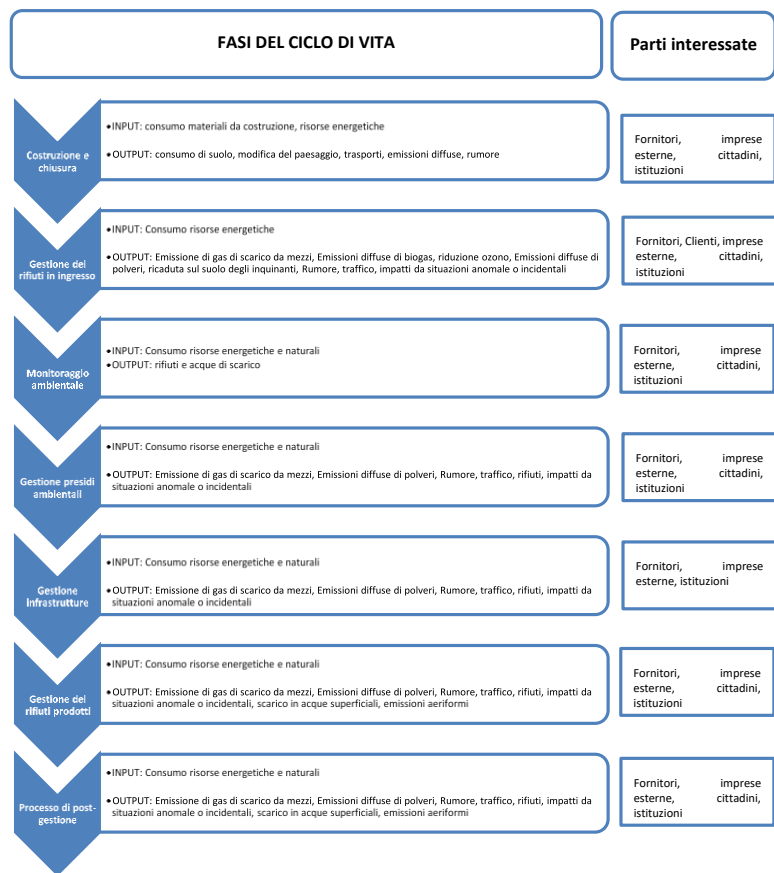 FASI DEL CICLO DI VITA
Parti interessate
Costruzione e
chiusura
•INPUT: consumo materiali da costruzione, risorse energetiche
•OUTPUT: consumo di suolo, modifica del paesaggio, trasporti, emissioni diffuse, rumore
Fornitori, imprese
esterne, cittadini,
istituzioni
Gestione dei
rifiuti in ingresso
•INPUT: Consumo risorse energetiche
•OUTPUT: Emissione di gas di scarico da mezzi, Emissioni diffuse di biogas, riduzione ozono, Emissioni diffuse di
polveri, ricaduta sul suolo degli inquinanti, Rumore, traffico, impatti da situazioni anomale o incidentali
Fornitori, Clienti, imprese
esterne, cittadini,
istituzioni
Monitoraggio
ambientale
•INPUT: Consumo risorse energetiche e naturali
•OUTPUT: rifiuti e acque di scarico
Fornitori, imprese
esterne, cittadini,
istituzioni
Gestione presidi
ambientali
•INPUT: Consumo risorse energetiche e naturali
•OUTPUT: Emissione di gas di scarico da mezzi, Emissioni diffuse di polveri, Rumore, traffico, rifiuti, impatti da
situazioni anomale o incidentali
Fornitori, imprese
esterne, cittadini,
istituzioni
Gestione
infrastrutture
•INPUT: Consumo risorse energetiche e naturali
•OUTPUT: Emissione di gas di scarico da mezzi, Emissioni diffuse di polveri, Rumore, traffico, rifiuti, impatti da
situazioni anomale o incidentali
Fornitori, imprese
esterne, istituzioni
Gestione dei
rifiuti prodotti
•INPUT: Consumo risorse energetiche e naturali
•OUTPUT: Emissione di gas di scarico da mezzi, Emissioni diffuse di polveri, Rumore, traffico, rifiuti, impatti da
situazioni anomale o incidentali, scarico in acque superficiali, emissioni aeriformi
Fornitori, imprese
esterne, cittadini,
istituzioni
Processo di post-
gestione
•INPUT: Consumo risorse energetiche e naturali
•OUTPUT: Emissione di gas di scarico da mezzi, Emissioni diffuse di polveri, Rumore, traffico, rifiuti, impatti da
situazioni anomale o incidentali, scarico in acque superficiali, emissioni aeriformi
Fornitori, imprese
esterne, cittadini,
istituzioni